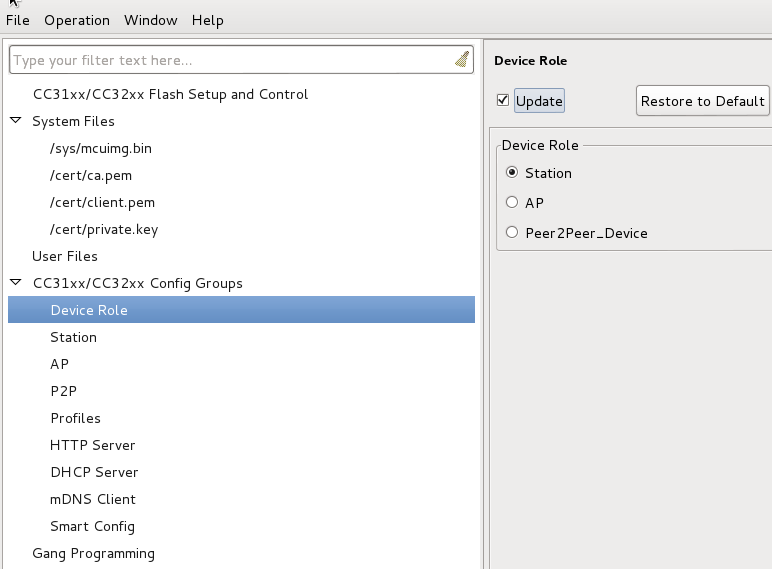 File Operation Window Help
Type your filter text here...
CC31xx/CC32xx Flash Setup and Control
System Files
/sys/mcuimg.bin
/cert/ca.pem
/cert/client.pem
/cert/private.key
User Files
CC31xx/CC32xx Config Groups
Device Role
Station
AP
P2P
Profiles
HTTP Server
DHCP Server
mDNS Client
Smart Config
Gang Programming
Device Role
Update Restore to Default
Device Role
Station
AP
Peer2Peer_Device